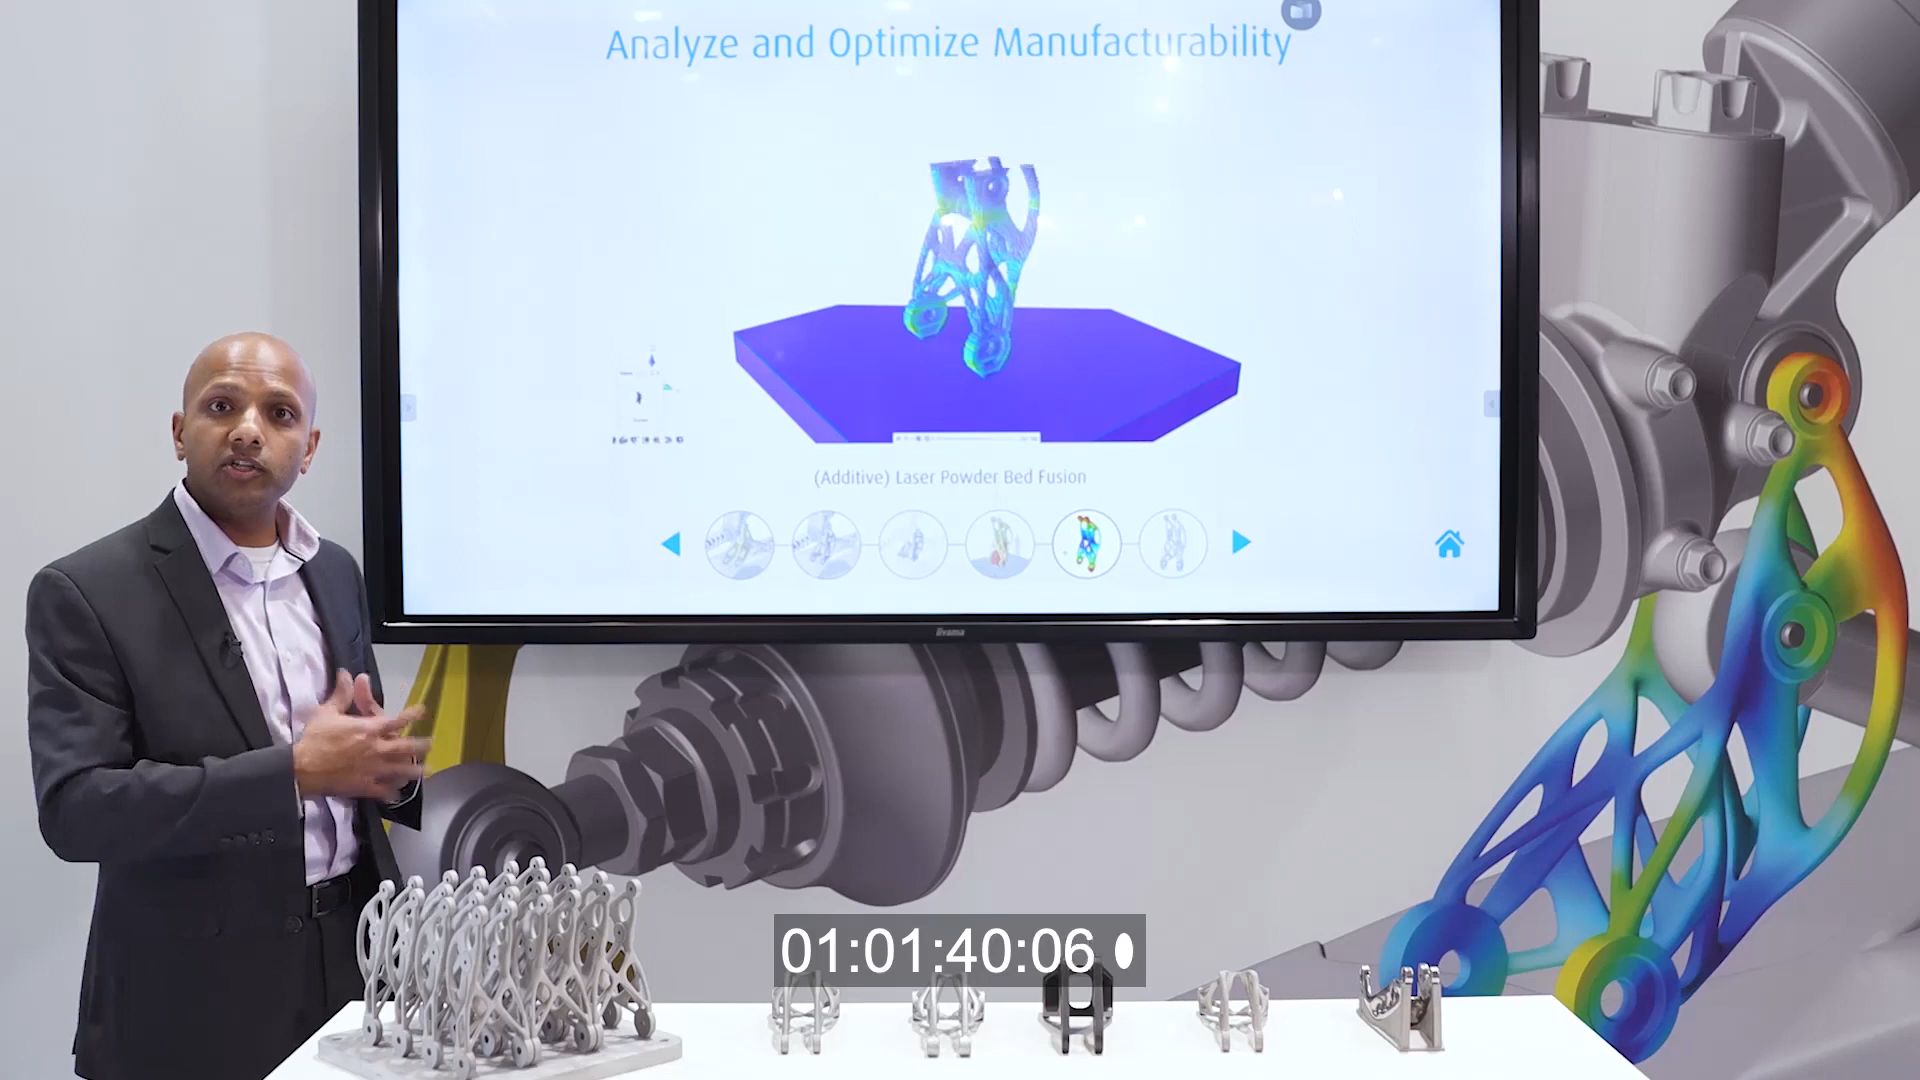 Analyze and Optimize Manufacturability
(Additive) Laser Powder Bed Fusion
iiyama
01:01:40:06